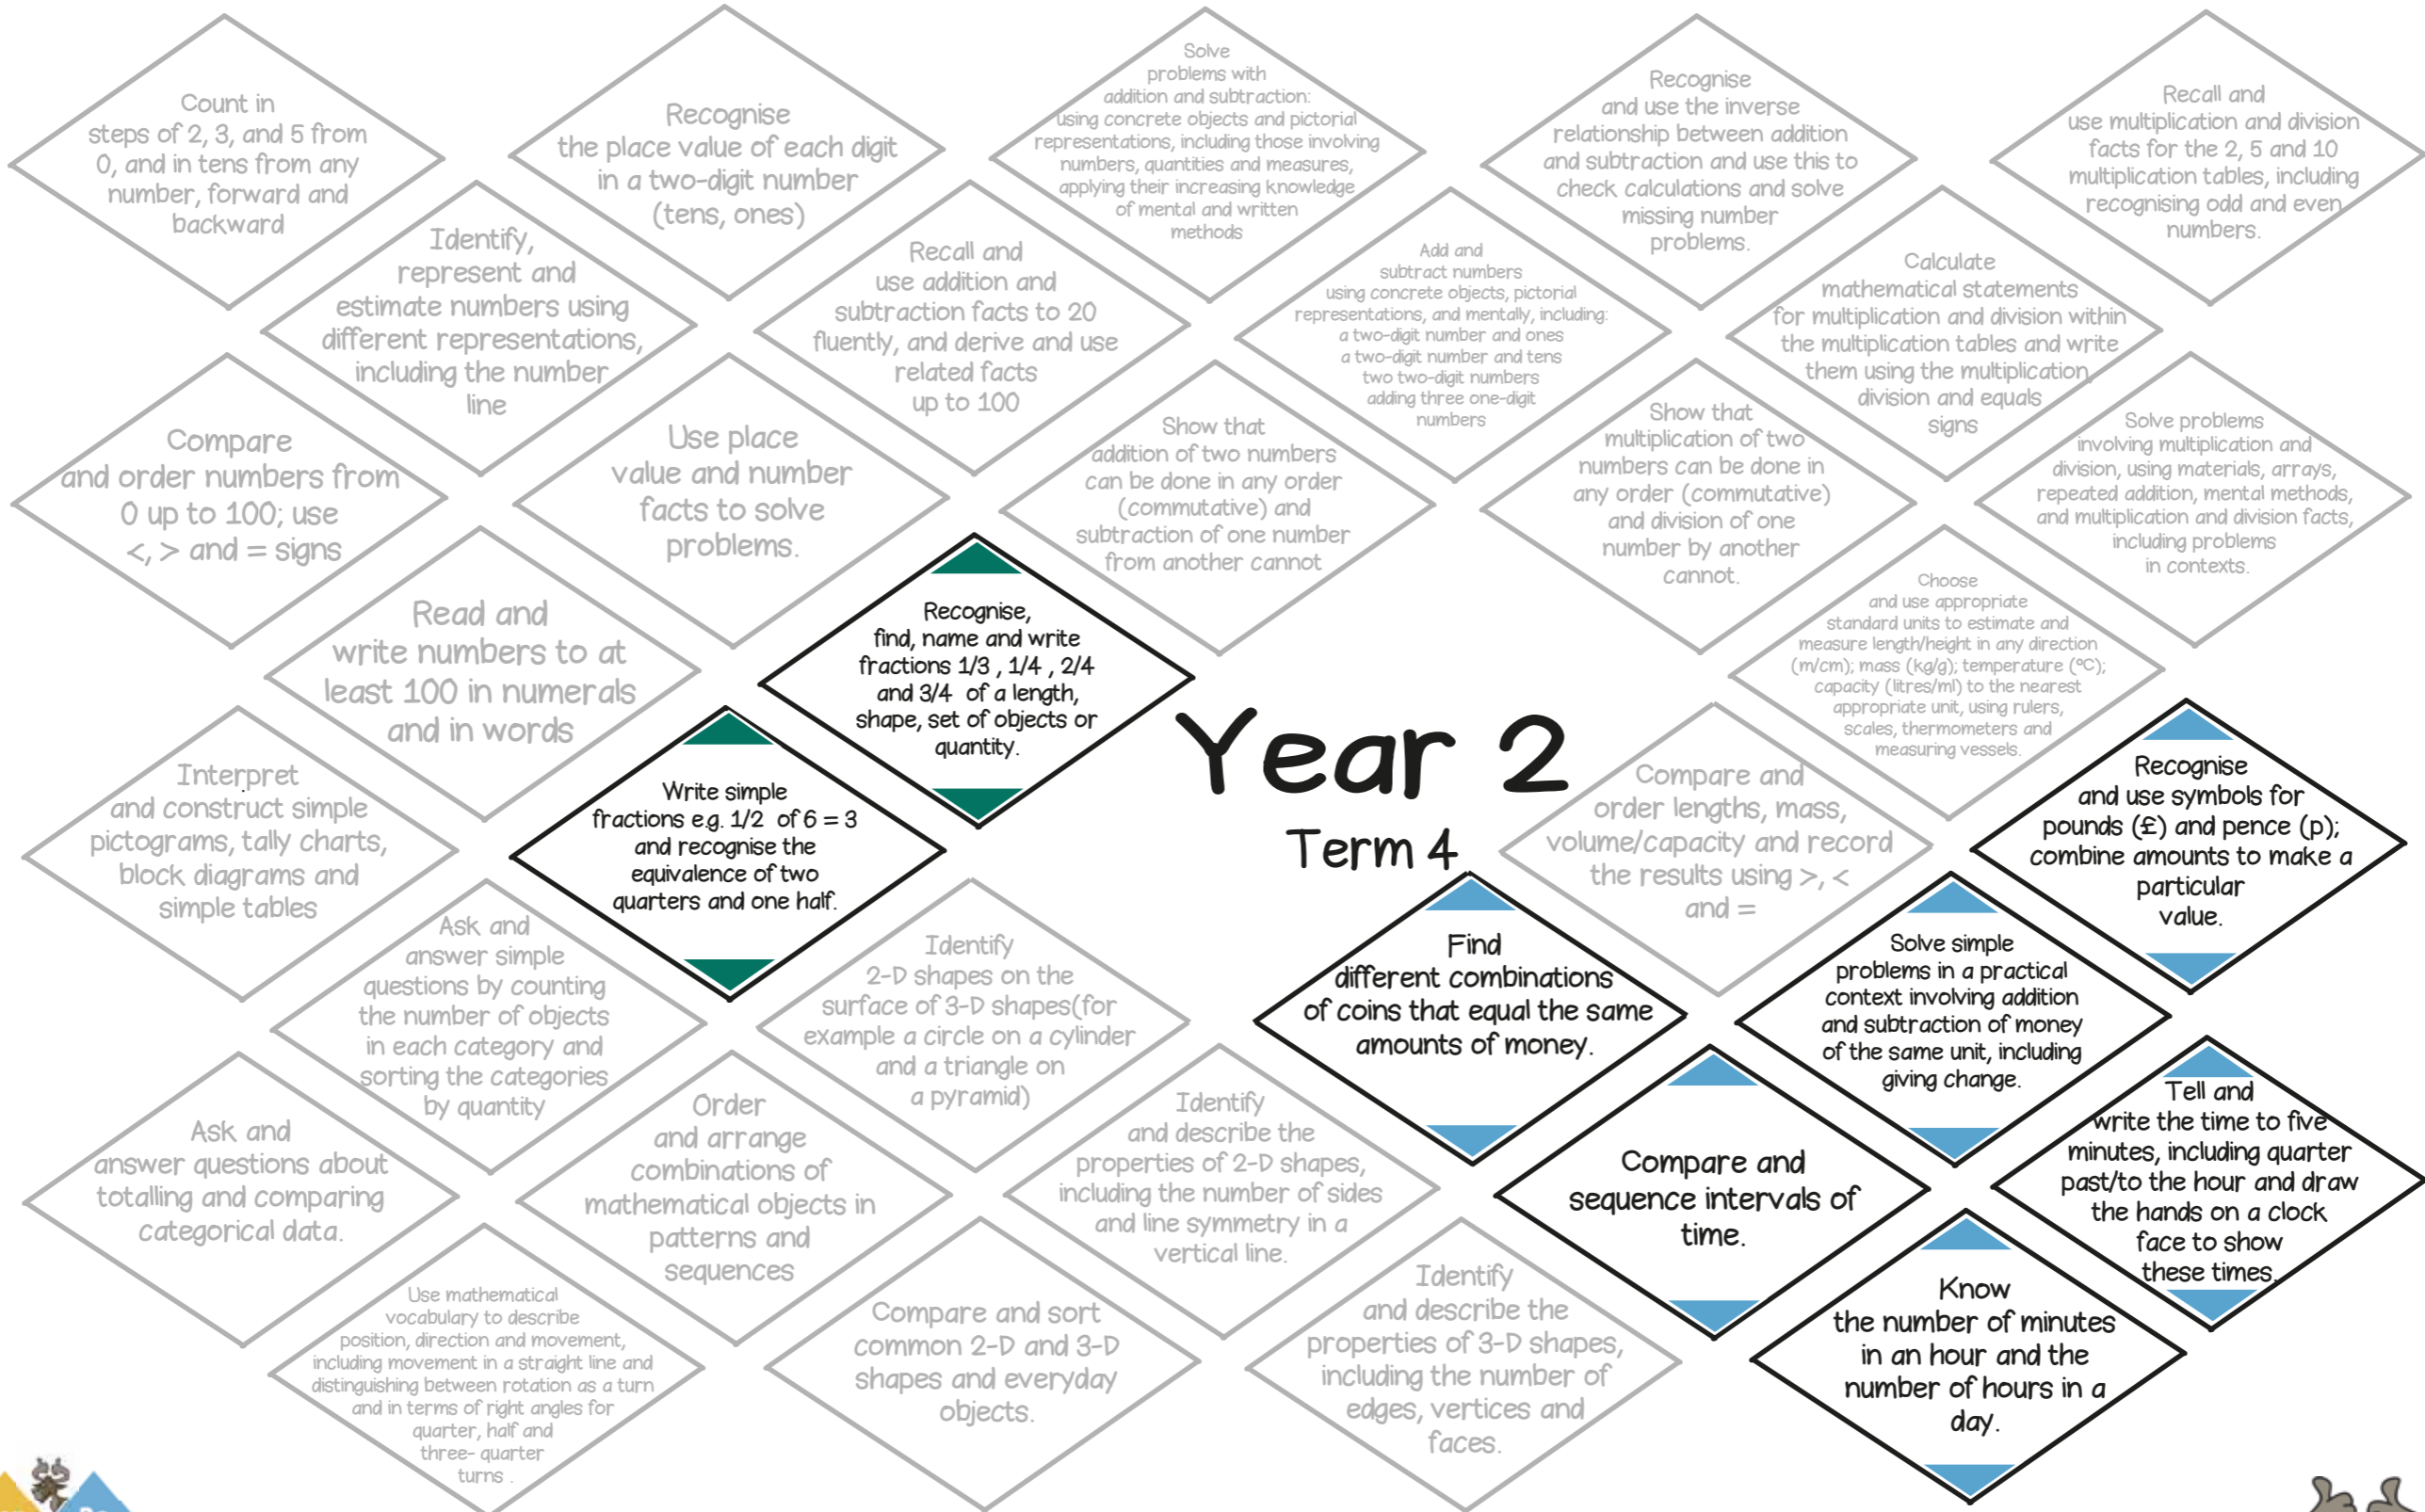 Count in
steps of 2, 3, and 5 from
0, and in tens from any
number, forward and
backward
Recognise
the place value of each digit
in a two-digit number
(tens, ones)
Solve
problems with
addition and subtraction:
using concrete objects and pictorial
representations, including those involving
numbers, quantities and measures,
applying their increasing knowledge
of mental and written
methods
Recognise
and use the inverse
relationship between addition
and subtraction and use this to
check calculations and solve
missing number
problems.
Recall and
use multiplication and division
facts for the 2, 5 and 10
multiplication tables, including
recognising odd and even
numbers.
Identify,
represent and
estimate numbers using
different representations,
including the number
line
Recall and
use addition and
subtraction facts to 20
fluently, and derive and use
related facts
up to 100
Add and
subtract numbers
using concrete objects, pictorial
representations, and mentally, including:
a two-digit number and ones
a two-digit number and tens
two two-digit numbers
adding three one-digit
numbers
Calculate
mathematical statements
for multiplication and division within
the multiplication tables and write
them using the multiplication,
division and equals
signs
Compare
and order numbers from
0 up to 100; use
<, > and = signs
Use place
value and number
facts to solve
problems.
Show that
addition of two numbers
can be done in any order
(commutative) and
subtraction of one number
from another cannot
Show that
multiplication of two
numbers can be done in
any order (commutative)
and division of one
number by another
cannot.
Solve problems
involving multiplication and
division, using materials, arrays,
repeated addition, mental methods,
and multiplication and division facts,
including problems
in contexts.
Read and
write numbers to at
least 100 in numerals
and in words
Recognise,
find, name and write
fractions 1/3 , 1/4 , 2/4
and 3/4 of a length,
shape, set of objects or
quantity.
Choose
and use appropriate
standard units to estimate and
measure length/height in any direction
(m/cm); mass (kg/g); temperature (°C);
capacity (litres/ml) to the nearest
appropriate unit, using rulers,
scales, thermometers and
measuring vessels.
Year 2
Term 4
Interpret
and construct simple
pictograms, tally charts,
block diagrams and
simple tables
Write simple
fractions e.g. 1/2 of 6 = 3
and recognise the
equivalence of two
quarters and one half.
Compare and
order lengths, mass,
volume/capacity and record
the results using >, <
and =
Recognise
and use symbols for
pounds (£) and pence (p);
combine amounts to make a
particular
value.
Ask and
answer simple
questions by counting
the number of objects
in each category and
sorting the categories
by quantity
Identify
2-D shapes on the
surface of 3-D shapes(for
example a circle on a cylinder
and a triangle on
a pyramid)
Find
different combinations
of coins that equal the same
amounts of money.
Solve simple
problems in a practical
context involving addition
and subtraction of money
of the same unit, including
giving change.
Ask and
answer questions about
totalling and comparing
categorical data.
Order
and arrange
combinations of
mathematical objects in
patterns and
sequences
Identify
and describe the
properties of 2-D shapes,
including the number of sides
and line symmetry in a
vertical line.
Compare and
sequence intervals of
time.
Tell and
write the time to five
minutes, including quarter
past/to the hour and draw
the hands on a clock
face to show
these times.
Use mathematical
vocabulary to describe
position, direction and movement,
including movement in a straight line and
distinguishing between rotation as a turn
and in terms of right angles for
quarter, half and
three- quarter
turns .
Compare and sort
common 2-D and 3-D
shapes and everyday
objects.
Identify
and describe the
properties of 3-D shapes,
including the number of
edges, vertices and
faces.
Know
the number of minutes
in an hour and the
number of hours in a
day.